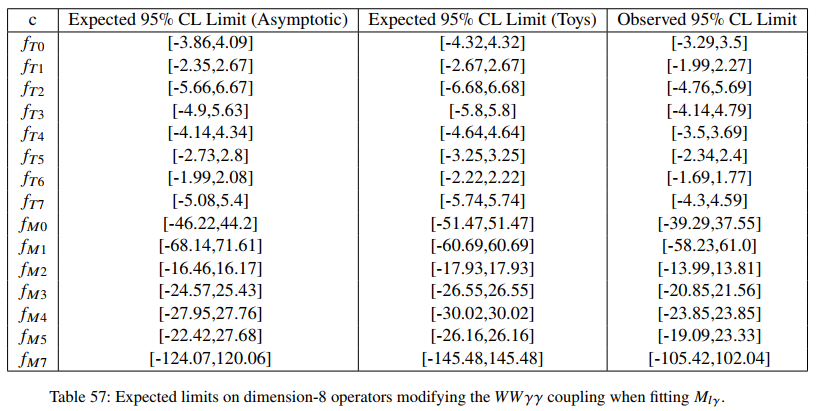 c Expected 95% CL Limit (Asymptotic) Expected 95% CL Limit (Toys) Observed 95% CL Limit
fT0 [-3.86,4.09] [-4.32,4.32] [-3.29,3.5]
fT1 [-2.35,2.67] [-2.67,2.67] [-1.99,2.27]
fT2 [-5.66,6.67] [-6.68,6.68] [-4.76,5.69]
fT3 [-4.9,5.63] [-5.8,5.8] [-4.14,4.79]
fT4 [-4.14,4.34] [-4.64,4.64] [-3.5,3.69]
fT5 [-2.73,2.8] [-3.25,3.25] [-2.34,2.4]
fT6 [-1.99,2.08] [-2.22,2.22] [-1.69,1.77]
fT7 [-5.08,5.4] [-5.74,5.74] [-4.3,4.59]
fM0 [-46.22,44.2] [-51.47,51.47] [-39.29,37.55]
fM1 [-68.14,71.61] [-60.69,60.69] [-58.23,61.0]
fM2 [-16.46,16.17] [-17.93,17.93] [-13.99,13.81]
fM3 [-24.57,25.43] [-26.55,26.55] [-20.85,21.56]
fM4 [-27.95,27.76] [-30.02,30.02] [-23.85,23.85]
fM5 [-22.42,27.68] [-26.16,26.16] [-19.09,23.33]
fM7 [-124.07,120.06] [-145.48,145.48] [-105.42,102.04]
Table 57: Expected limits on dimension-8 operators modifying the WWγγ coupling when fitting Mlγ.